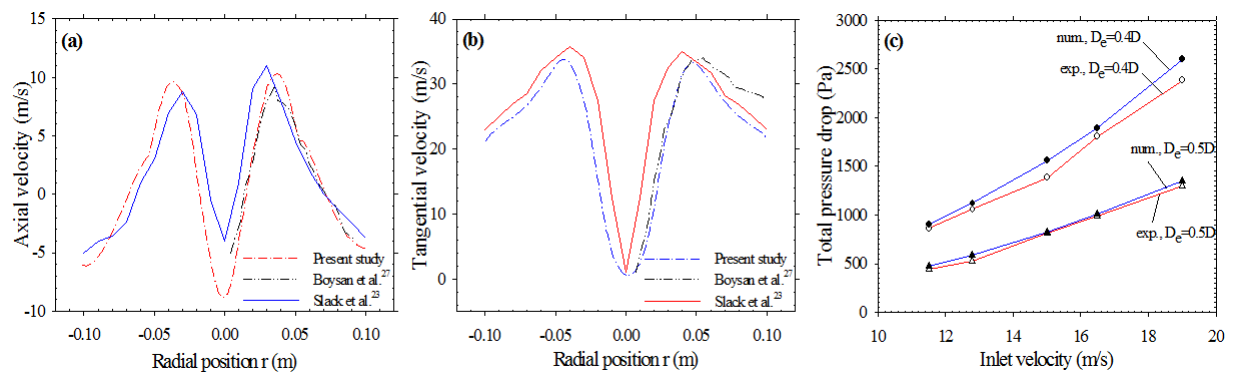 (a)
Axial velocity (m/s)
15
10
5
0
-5
-10
-0.10
-0.05
0.00
0.05
0.10
Radial position r (m)
Present study
Boysan et al.27
Slack et al.23
(b)
Tangential velocity (m/s)
40
30
20
10
0
-0.10
-0.05
0.00
0.05
0.10
Radial position r (m)
Present study
Boysan et al.27
Slack et al.23
(c)
Total pressure drop (Pa)
3000
2500
2000
1500
1000
500
0
10
12
14
16
18
20
Inlet velocity (m/s)
num., De=0.4D
exp., De=0.4D
num., De=0.5D
exp., De=0.5D